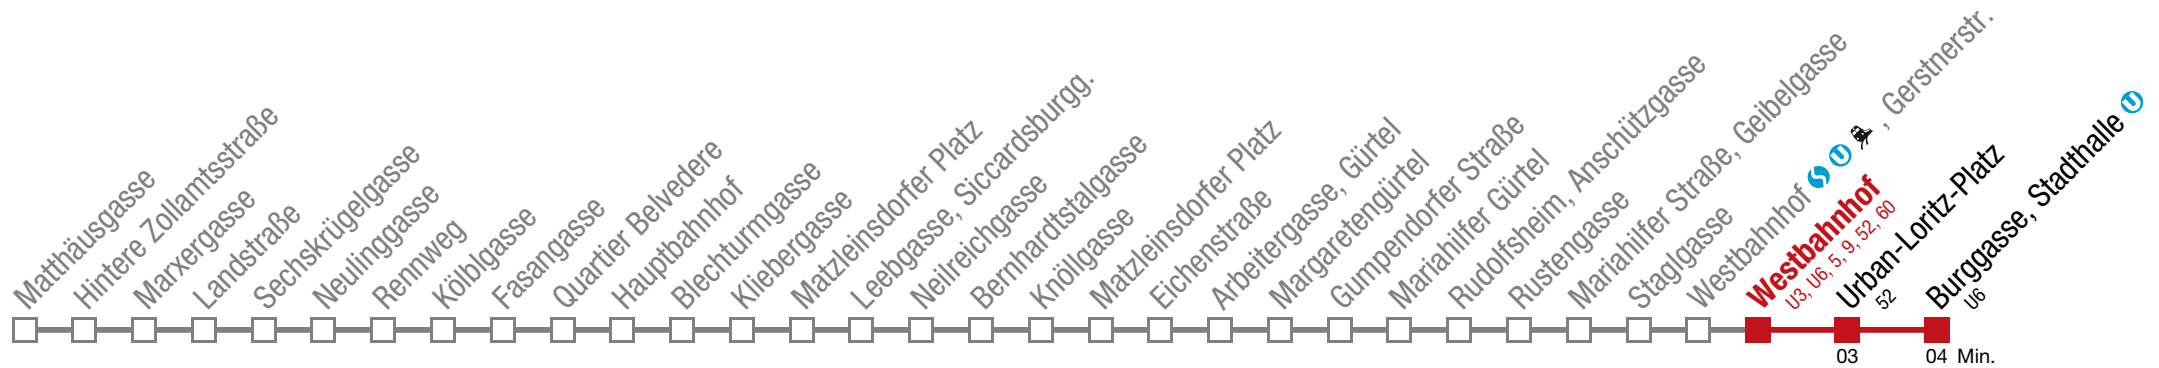 Matthäusgasse
Hintere Zollamtsstraße
Marxergasse
Landstraße
Sechskrügelgasse
Neulinggasse
Rennweg
Kölblgasse
Fasangasse
Quartier Belvedere
Hauptbahnhof
Blechturmgasse
Kliebergasse
Matzleinsdorfer Platz
Leebgasse, Siccardsburgg.
Neilreichgasse
Bernhardtstalgasse
Knöllgasse
Matzleinsdorfer Platz
Eichenstraße
Arbeitergasse, Gürtel
Margaretengürtel
Gumpendorfer Straße
Mariahilfer Gürtel
Rudolfsheim, Anschützgasse
Rustengasse
Mariahilfer Straße, Geibelgasse
Staglgasse
Westbahnhof S U , Gerstnerstr.
Westbahnhof
U3, U6, 5, 9, 52, 60
Urban-Loritz-Platz
52
Burggasse, Stadthalle U
U6
03
04 Min.